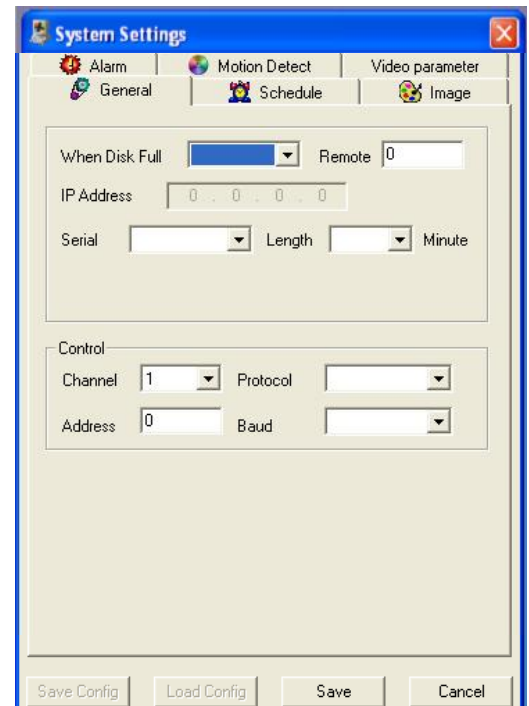 System Settings
Alarm Motion Detect Video parameter
General Schedule Image
When Disk Full Remote 0
IP Address 0 . 0 . 0 . 0
Serial Length Minute
Control
Channel 1 Protocol
Address 0 Baud
Save Config Load Config Save Cancel